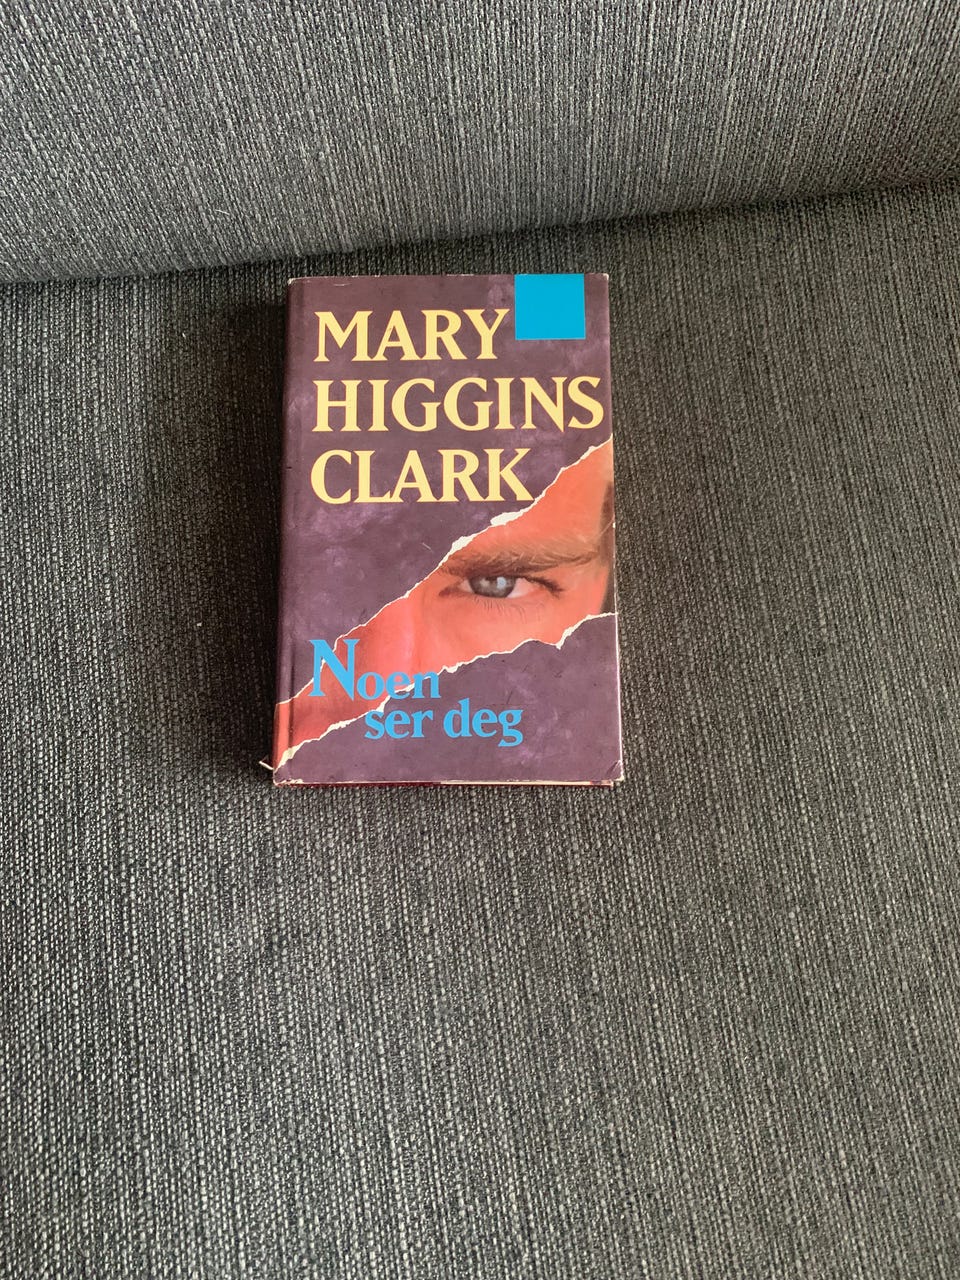 MARY
HIGGINS
CLARK
Noen
ser deg